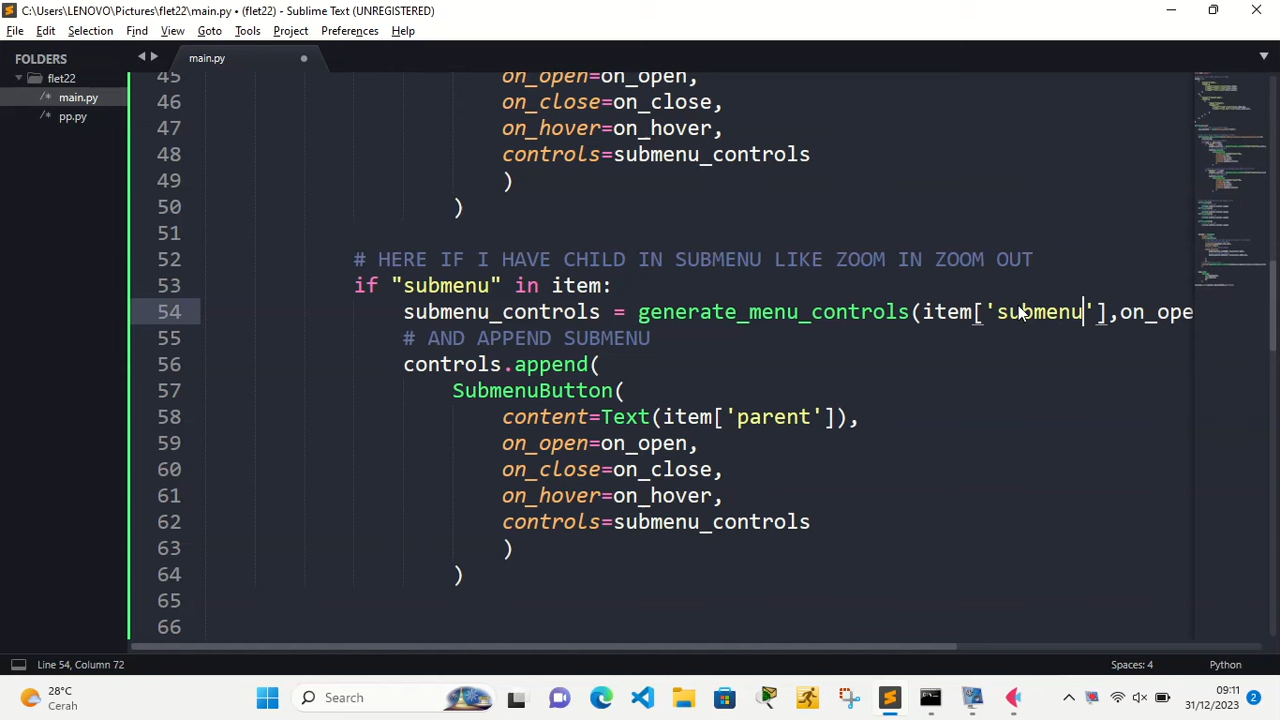 C:\Users\LENOVO\Pictures\flet22\main.py • (flet22) - Sublime Text (UNREGISTERED)
File Edit Selection Find View Goto Tools Project Preferences Help
FOLDERS
flet22
/* main.py
/* pp.py
main.py
45 on_open=on_open,
46 on_close=on_close,
47 on_hover=on_hover,
48 controls=submenu_controls
49 )
50 )
51
52 # HERE IF I HAVE CHILD IN SUBMENU LIKE ZOOM IN ZOOM OUT
53 if "submenu" in item:
54 submenu_controls = generate_menu_controls(item['submenu'],on_ope
55 # AND APPEND SUBMENU
56 controls.append(
57 SubmenuButton(
58 content=Text(item['parent']),
59 on_open=on_open,
60 on_close=on_close,
61 on_hover=on_hover,
62 controls=submenu_controls
63 )
64 )
65
66
Line 54, Column 72
Spaces: 4
Python
28°C
Cerah
Search
09:11
31/12/2023
2